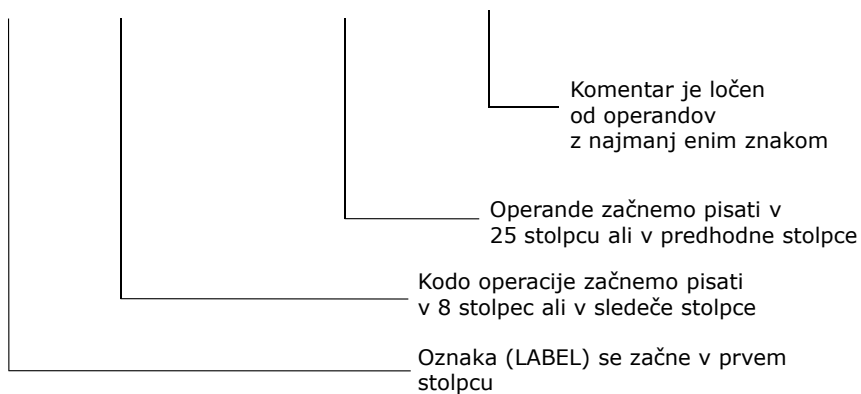 Komentar je ločen
od operandov
z najmanj enim znakom
Operande začnemo pisati v
25 stolpcu ali v predhodne stolpce
Kodo operacije začnemo pisati
v 8 stolpec ali v sledeče stolpce
Oznaka (LABEL) se začne v prvem
stolpcu